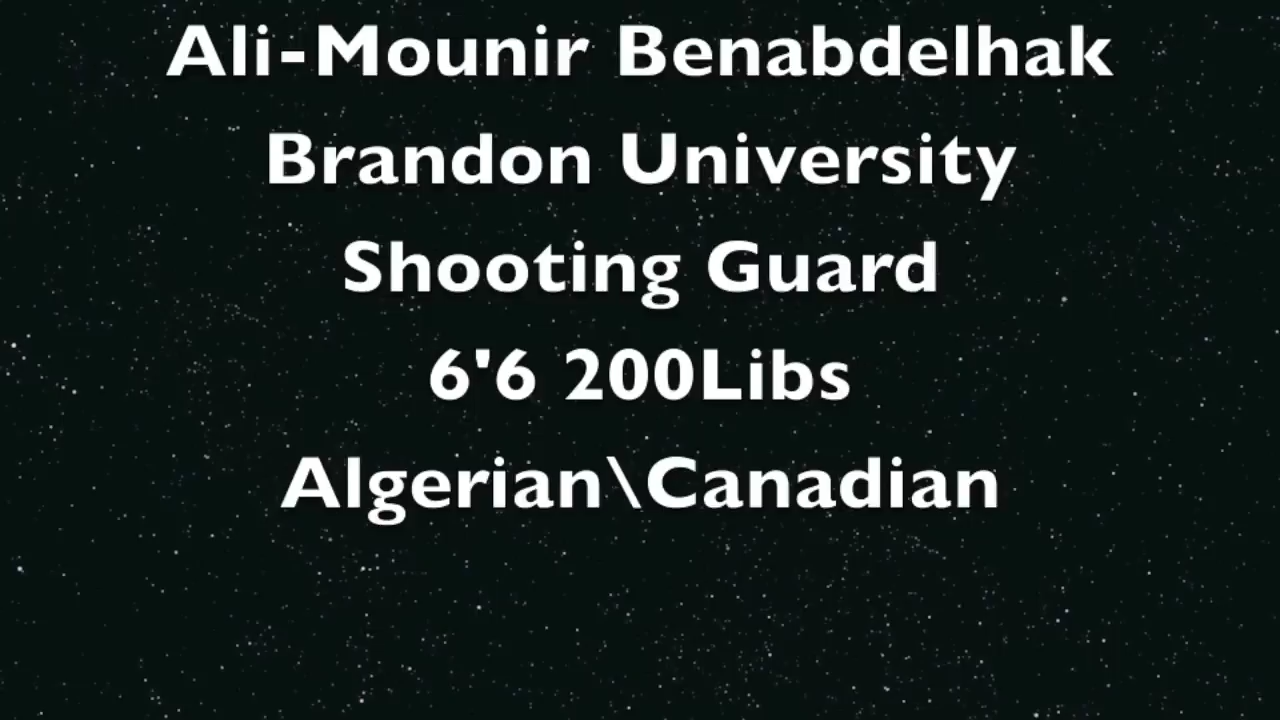 Ali-Mounir Benabdelhak
Brandon University
Shooting Guard
6'6 200Libs
Algerian\Canadian